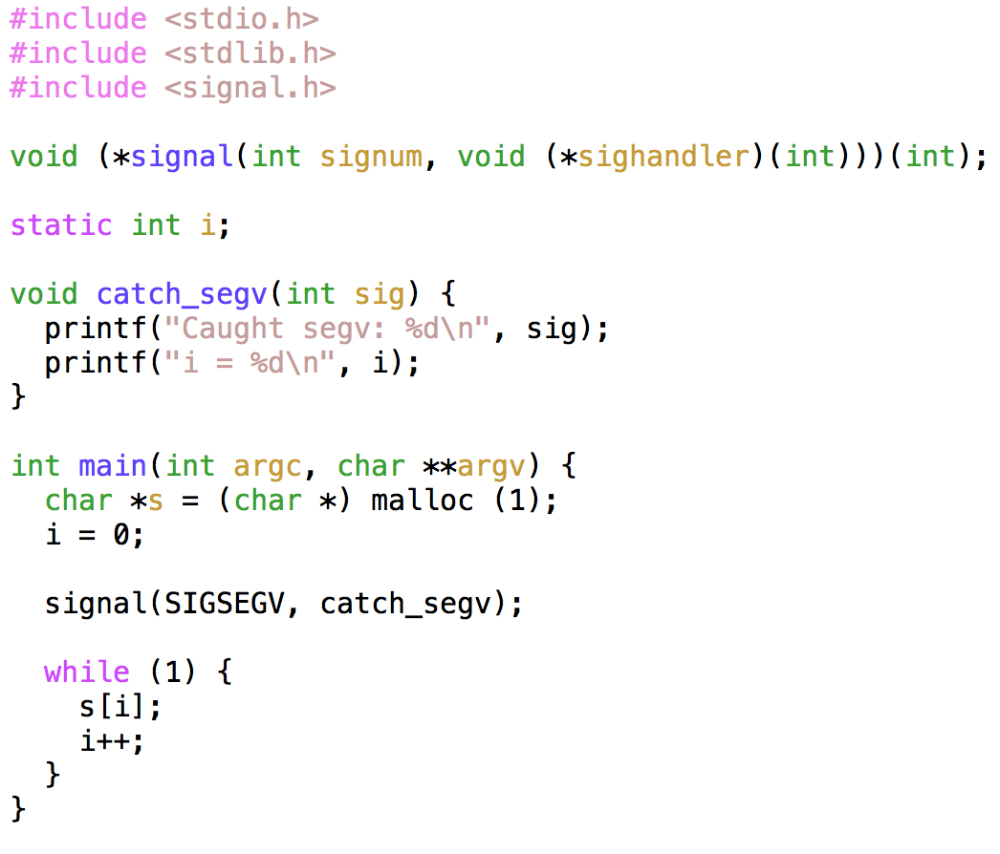 #include <stdio.h>
#include <stdlib.h>
#include <signal.h>

void (*signal(int signum, void (*sighandler)(int)))(int);

static int i;

void catch_segv(int sig) {
  printf("Caught segv: %d\n", sig);
  printf("i = %d\n", i);
}

int main(int argc, char **argv) {
  char *s = (char *) malloc (1);
  i = 0;

  signal(SIGSEGV, catch_segv);

  while (1) {
    s[i];
    i++;
  }
}